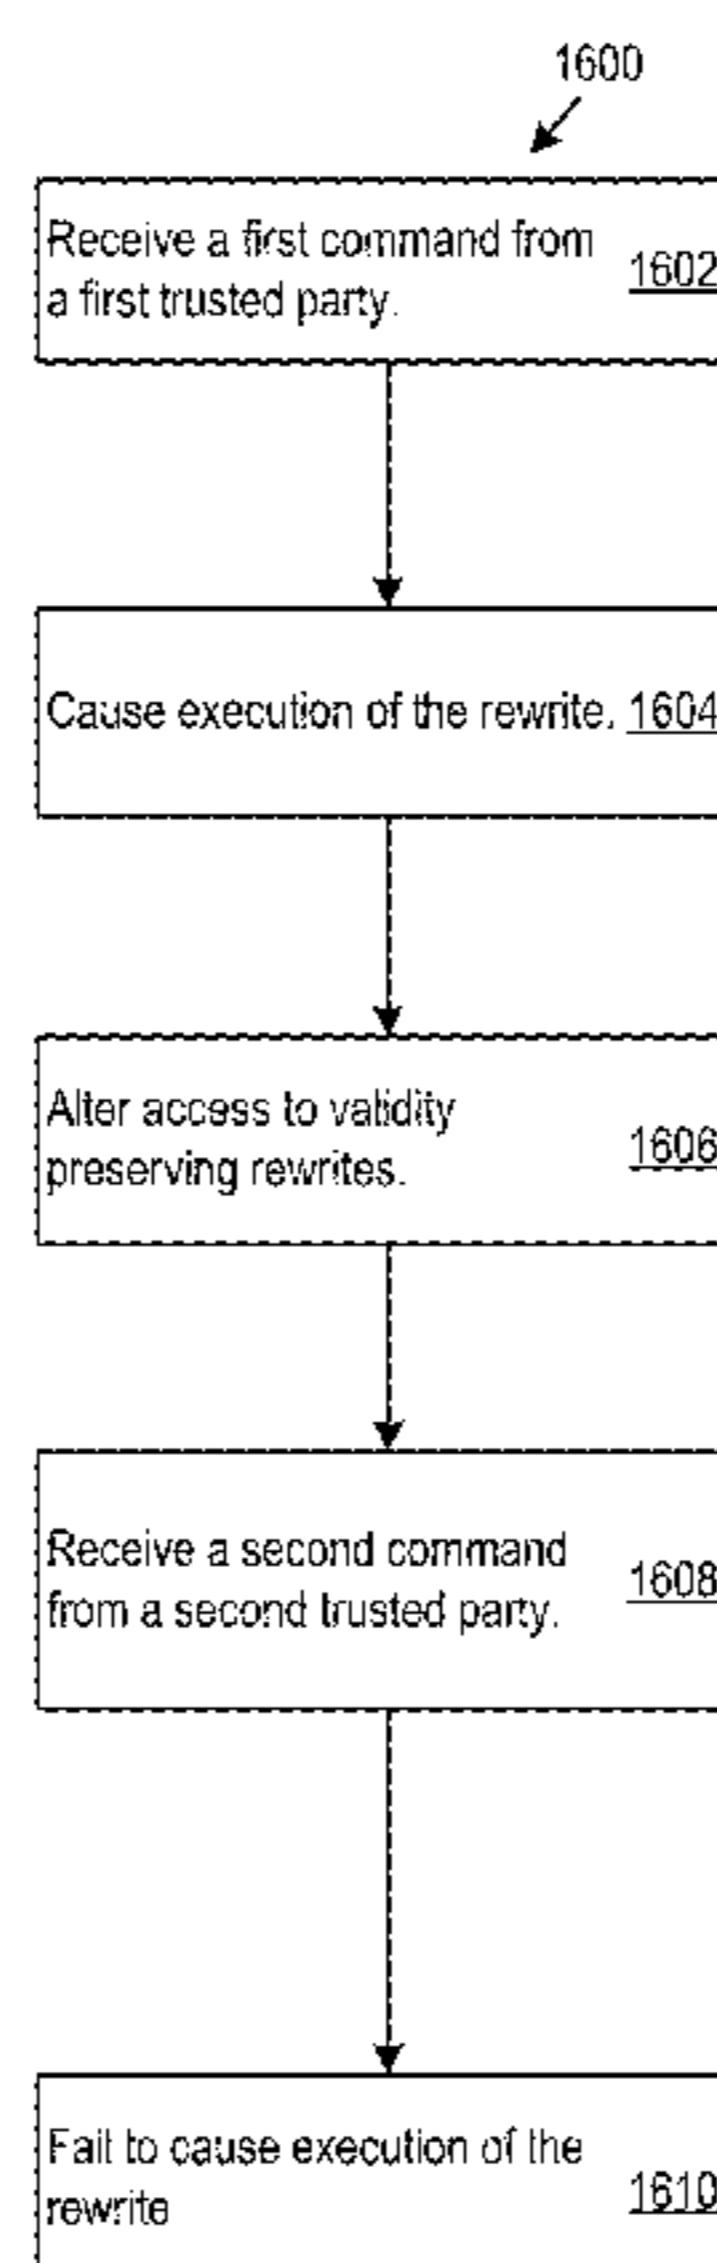 1600
Receive a first command from
a first trusted party.
1602
Cause execution of the rewrite. 1604
Alter access to validity
preserving rewrites.
1606
Receive a second command
from a second trusted party.
1608
Fail to cause execution of the
rewrite
1610